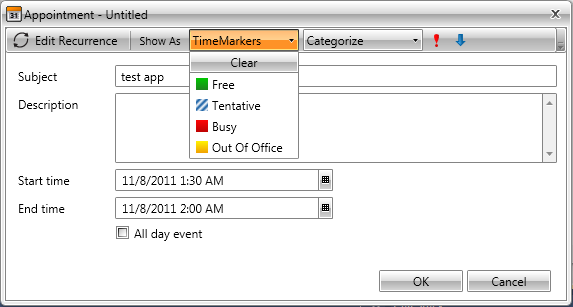 31 Appointment - Untitled
Edit Recurrence Show As TimeMarkers Categorize
Clear
Free
Tentative
Busy
Out Of Office
Subject test app
Description
Start time 11/8/2011 1:30 AM
End time 11/8/2011 2:00 AM
All day event
OK Cancel